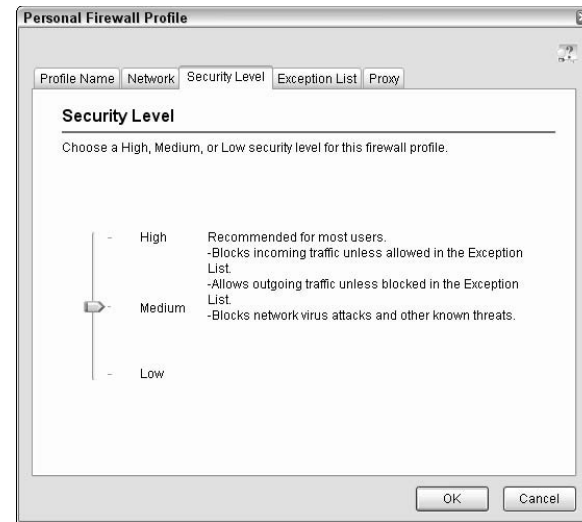 Personal Firewall Profile
?
Profile Name Network Security Level Exception List Proxy
Security Level
Choose a High, Medium, or Low security level for this firewall profile.
High
Recommended for most users.
-Blocks incoming traffic unless allowed in the Exception
List.
-Allows outgoing traffic unless blocked in the Exception
List.
-Blocks network virus attacks and other known threats.
Medium
Low
OK Cancel